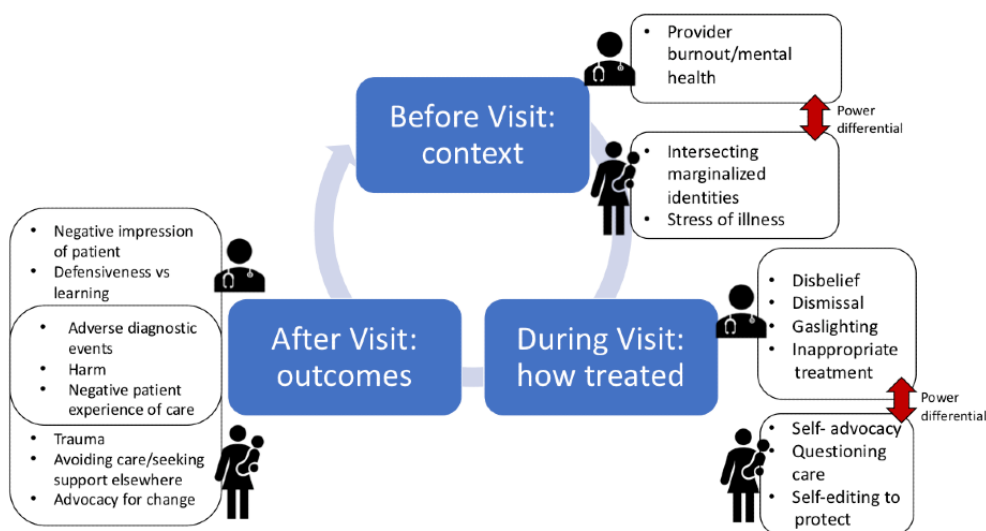 Before Visit:
context
• Provider
burnout/mental
health
Power
differential
• Intersecting
marginalized
identities
• Stress of illness
During Visit:
how treated
• Disbelief
• Dismissal
• Gaslighting
• Inappropriate
treatment
Power
differential
• Self- advocacy
• Questioning
care
• Self-editing to
protect
After Visit:
outcomes
• Negative impression
of patient
• Defensiveness vs
learning
• Adverse diagnostic
events
• Harm
• Negative patient
experience of care
• Trauma
• Avoiding care/seeking
support elsewhere
• Advocacy for change